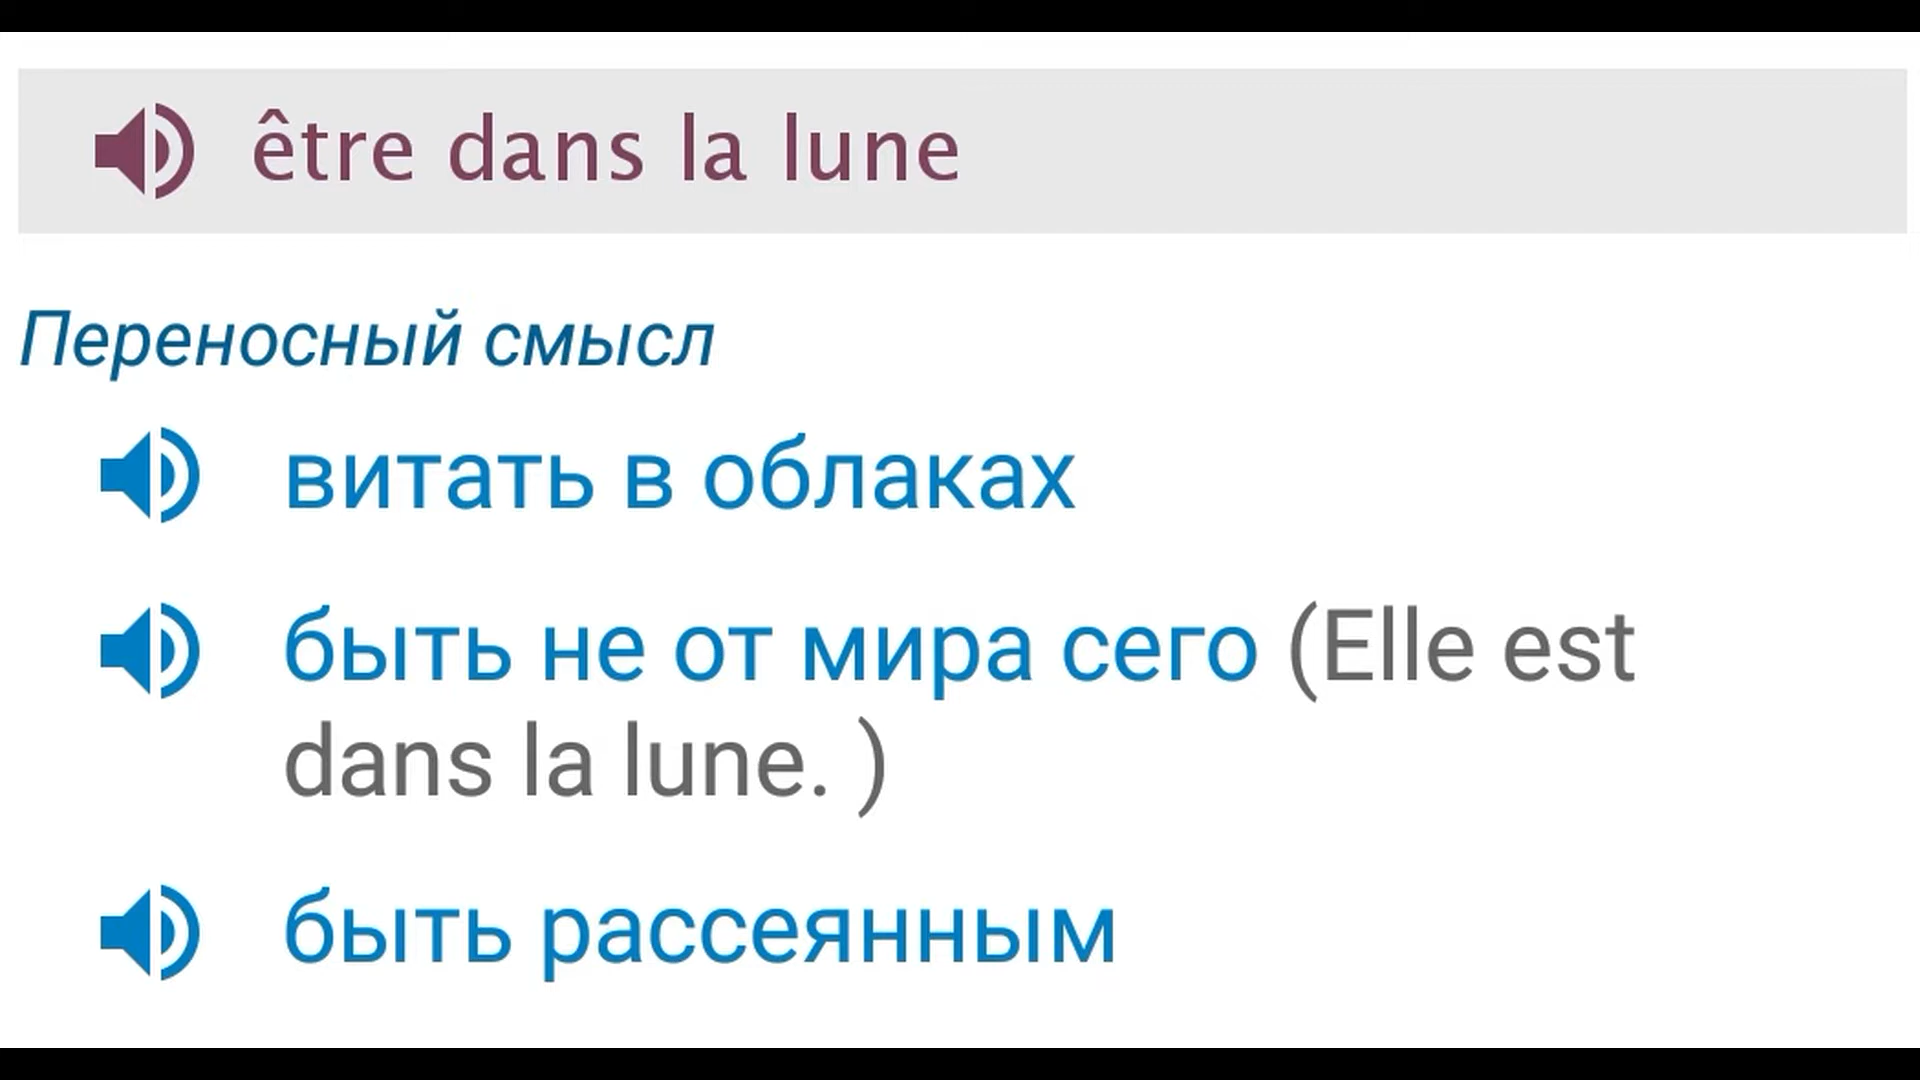 être dans la lune
Переносный смысл
витать в облаках
быть не от мира сего (Elle est
dans la lune. )
быть рассеянным